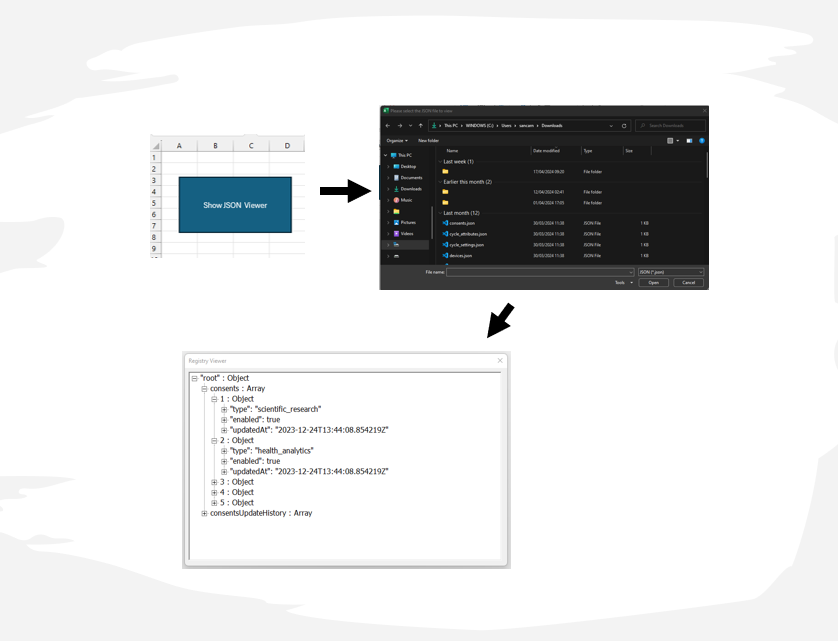 A B C D
1
2
3
4
5
6
7
8
9
Show JSON Viewer
Please select the JSON file to view
This PC > WINDOWS (C:) > Users > sancarn > Downloads
Search Downloads
Organise New folder
Name Date modified Type Size
This PC
Desktop
Documents
Downloads
Music
Pictures
Videos
Last week (1)
17/04/2024 09:20 File folder
Earlier this month (2)
12/04/2024 02:41 File folder
01/04/2024 17:05 File folder
Last month (12)
consents.json 30/03/2024 11:38 JSON File 1 KB
cycle_attributes.json 30/03/2024 11:38 JSON File 1 KB
cycle_settings.json 30/03/2024 11:38 JSON File 1 KB
devices.json 30/03/2024 11:38 JSON File 1 KB
File name: JSON (*.json)
Tools Open Cancel
Registry Viewer
"root" : Object
consents : Array
1 : Object
"type": "scientific_research"
"enabled": true
"updatedAt": "2023-12-24T13:44:08.854219Z"
2 : Object
"type": "health_analytics"
"enabled": true
"updatedAt": "2023-12-24T13:44:08.854219Z"
3 : Object
4 : Object
5 : Object
consentsUpdateHistory : Array